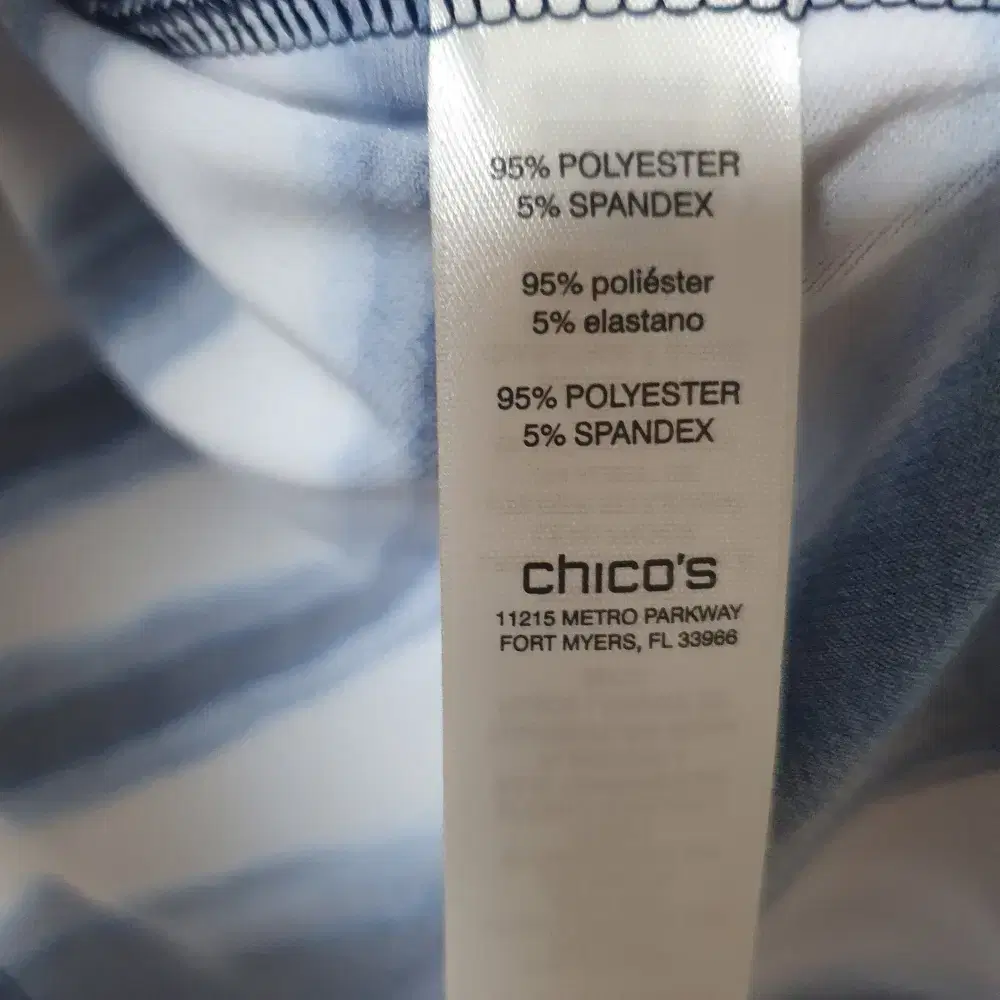 95% POLYESTER
5% SPANDEX
95% poliéster
5% elastano
95% POLYESTER
5% SPANDEX
chico's
11215 METRO PARKWAY
FORT MYERS, FL 33966